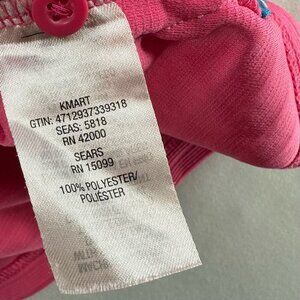 KMART
GTIN: 4712937339318
SEAS: 5818
RN 42000
SEARS
RN 15099
100% POLYESTER/
POLIÉSTER